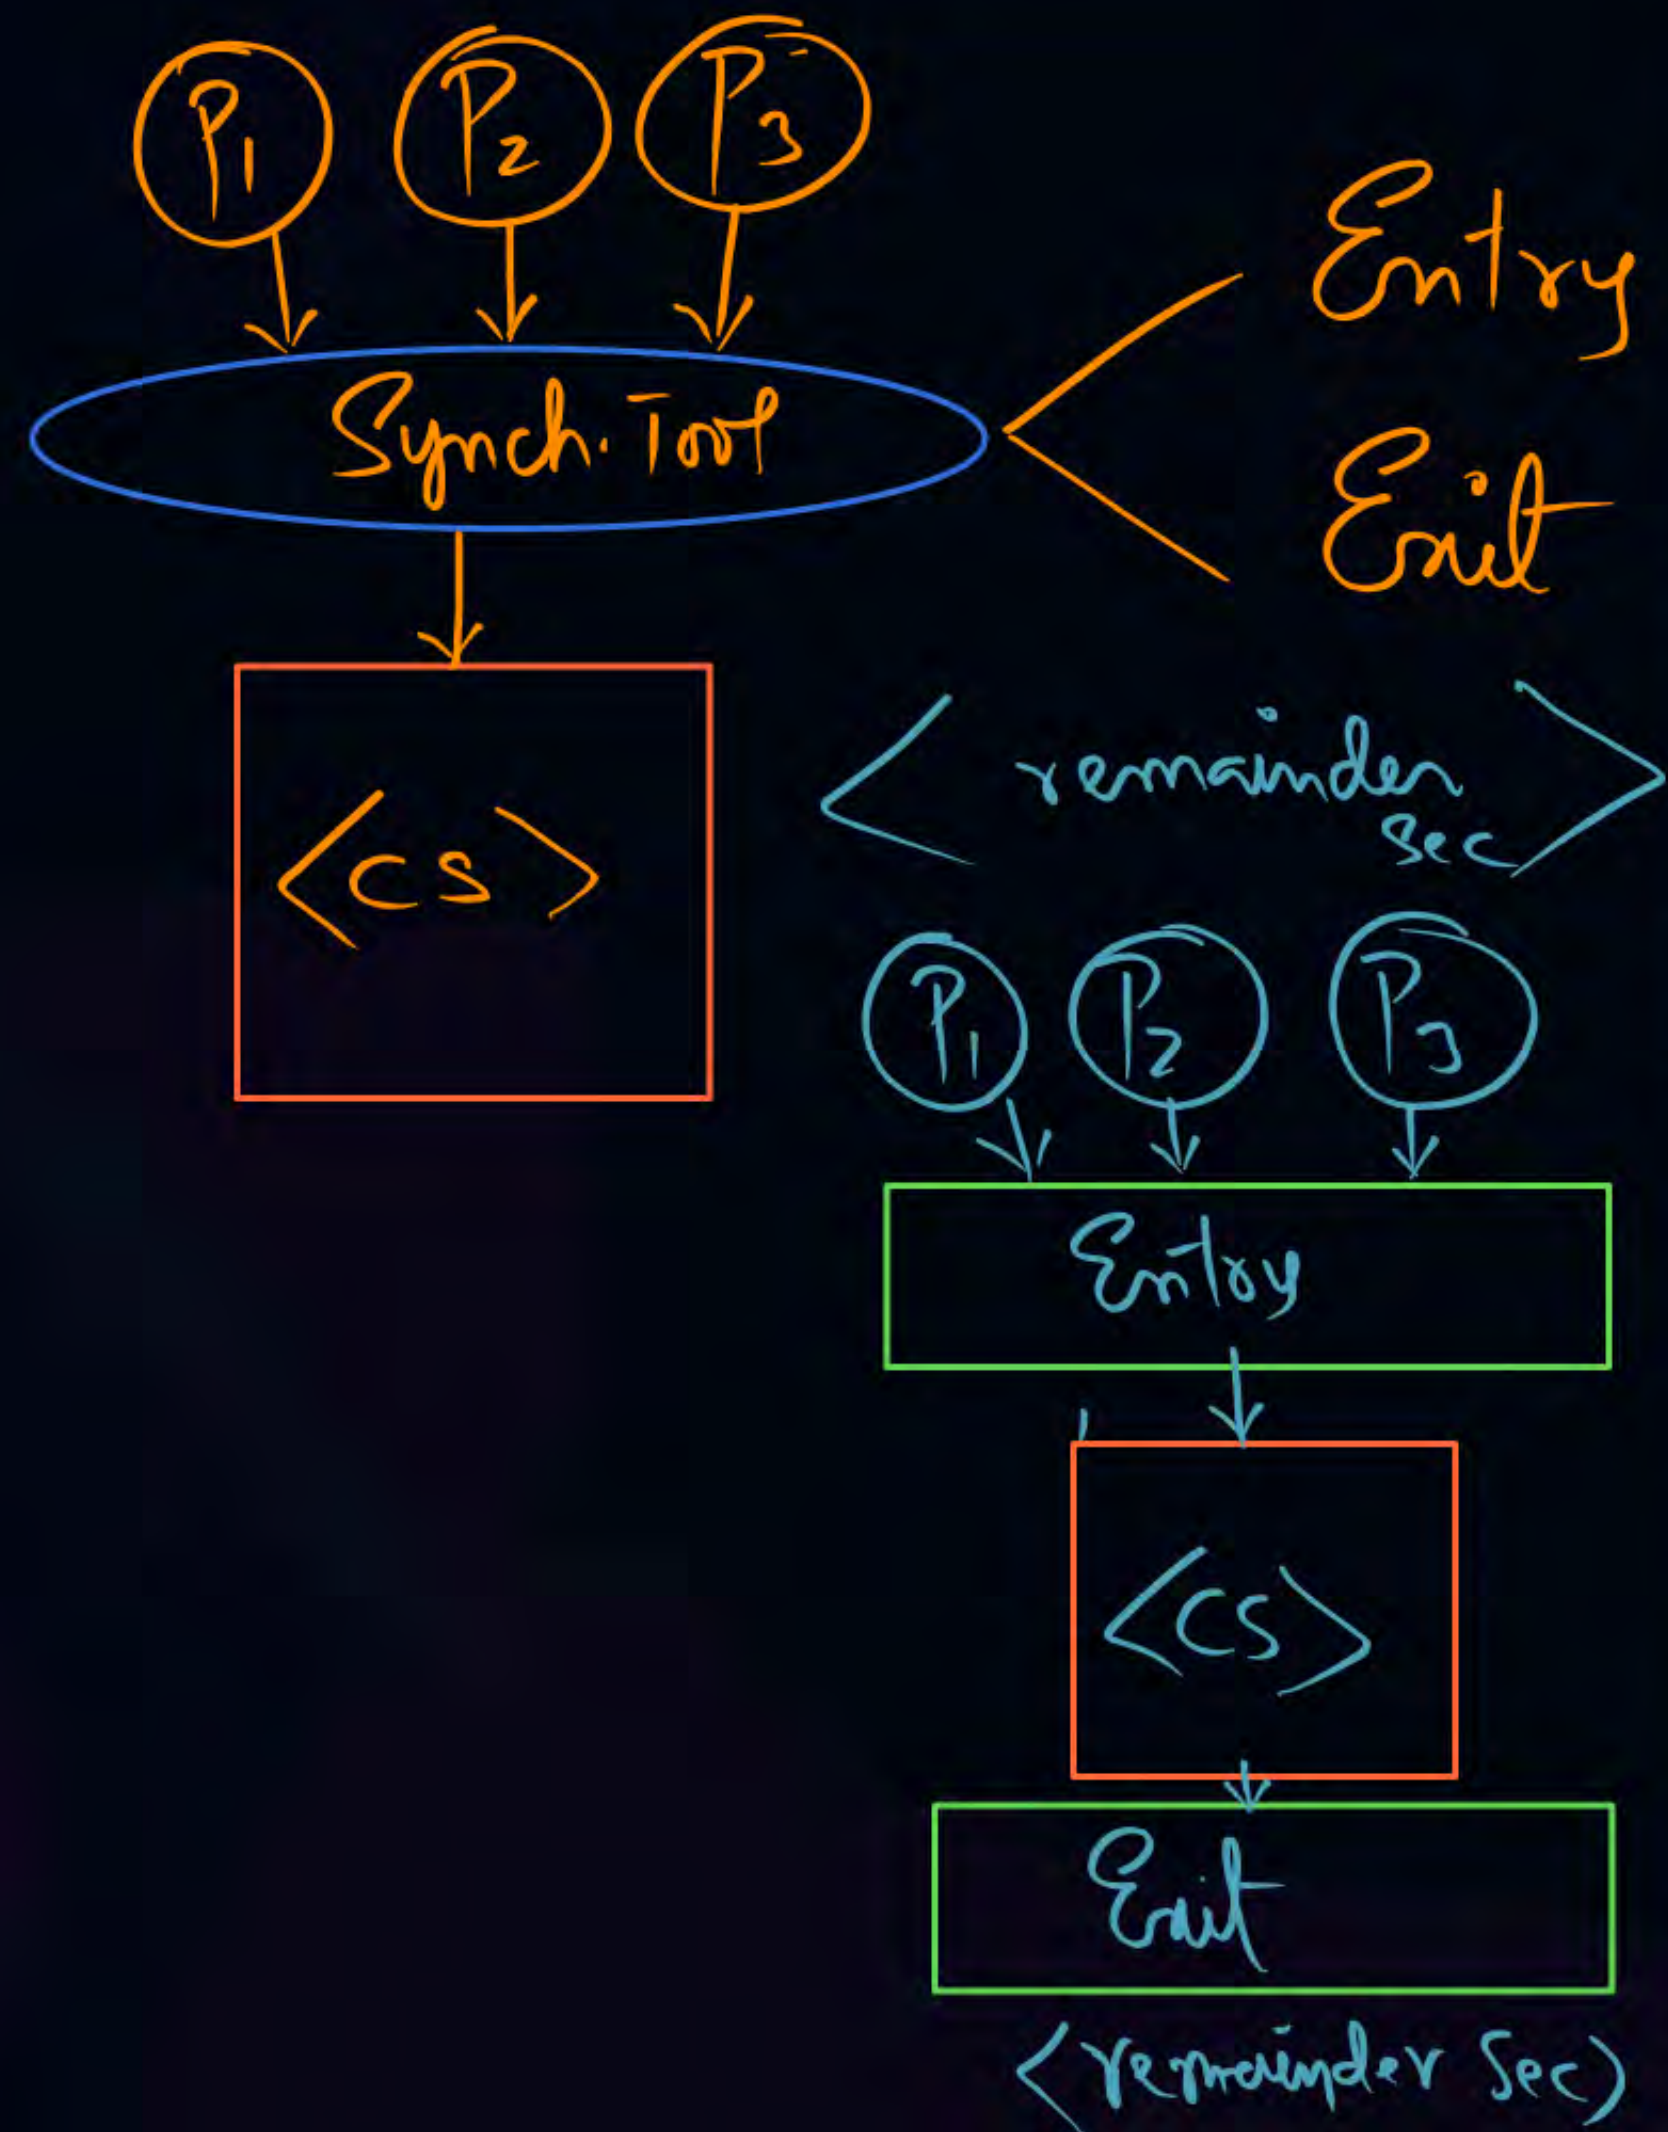 P1 P2 P3
Entry
Synch. Tool
Exit
<remainder
sec>
<CS>
P1 P2 P3
Entry
<CS>
Exit
<remainder Sec)